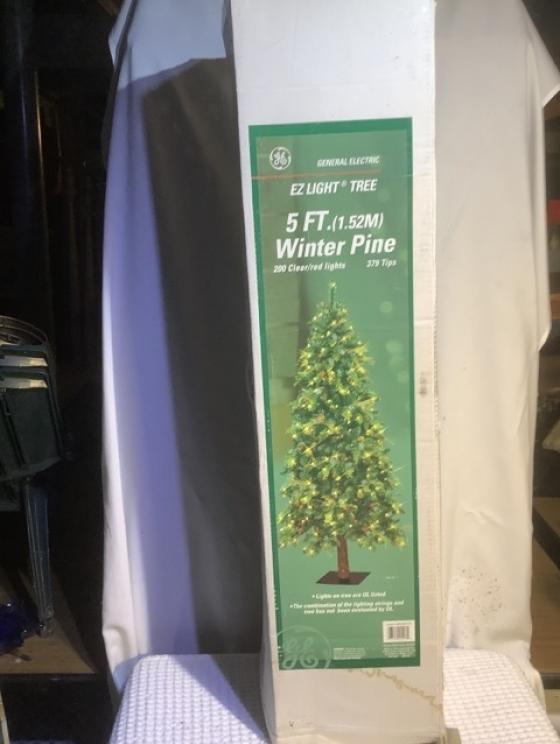 GE
GENERAL ELECTRIC
EZ LIGHT® TREE
5 FT.(1.52M)
Winter Pine
200 Clear/red lights 379 Tips
• Lights on tree are UL listed
•The combination of the lighting strings and
tree has not been evaluated by UL
GE